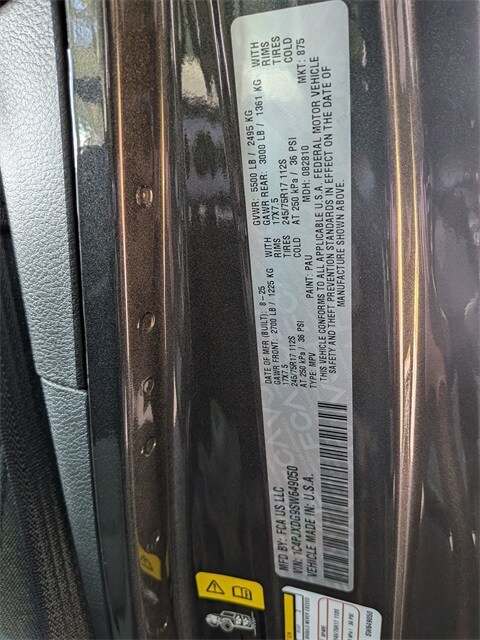 MFD BY: FCA US LLC
DATE OF MFR (BUILT): 8-25
GVWR: 5500 LB / 2495 KG
GAWR FRONT: 2700 LB / 1225 KG
WITH
GAWR REAR: 3000 LB / 1361 KG
WITH
17X7.5
RIMS
17X7.5
RIMS
245/75R17 112S
TIRES
245/75R17 112S
TIRES
AT 250 kPa / 36 PSI
COLD
AT 250 kPa / 36 PSI
COLD
VIN: 1C4PJXDG9SW649050
TYPE: MPV
PAINT: PAU
MDH: 082810
MKT: 875
VEHICLE MADE IN: U.S.A.
THIS VEHICLE CONFORMS TO ALL APPLICABLE U.S.A. FEDERAL MOTOR VEHICLE
SAFETY AND THEFT PREVENTION STANDARDS IN EFFECT ON THE DATE OF
MANUFACTURE SHOWN ABOVE.